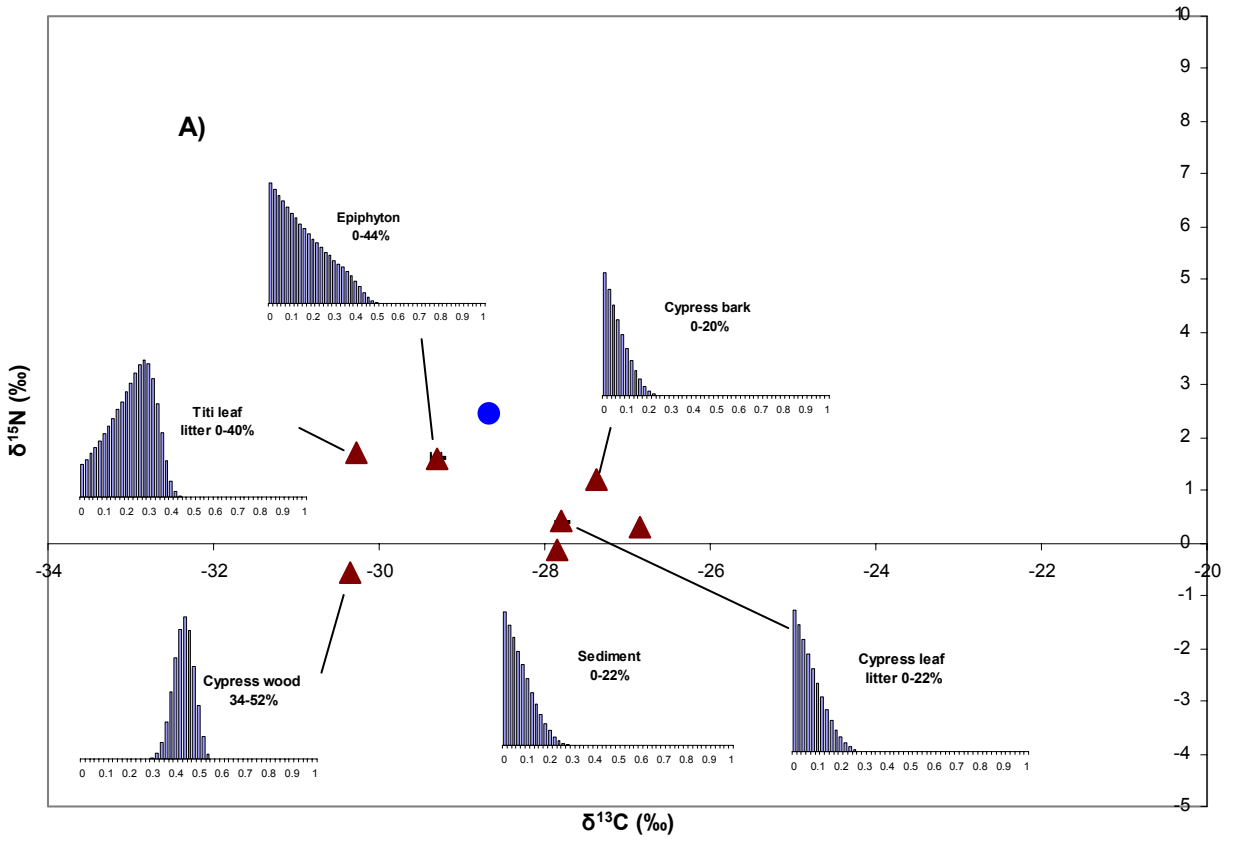 A)
Epiphyton
0-44%
0 0.1 0.2 0.3 0.4 0.5 0.6 0.7 0.8 0.9 1
Cypress bark
0-20%
0 0.1 0.2 0.3 0.4 0.5 0.6 0.7 0.8 0.9 1
Titi leaf
litter 0-40%
0 0.1 0.2 0.3 0.4 0.5 0.6 0.7 0.8 0.9 1
Cypress wood
34-52%
0 0.1 0.2 0.3 0.4 0.5 0.6 0.7 0.8 0.9 1
Sediment
0-22%
0 0.1 0.2 0.3 0.4 0.5 0.6 0.7 0.8 0.9 1
Cypress leaf
litter 0-22%
0 0.1 0.2 0.3 0.4 0.5 0.6 0.7 0.8 0.9 1
10
9
8
7
6
5
4
3
2
1
0
-1
-2
-3
-4
-5
-34 -32 -30 -28 -26 -24 -22 -20
δ¹⁵N (‰)
δ¹³C (‰)